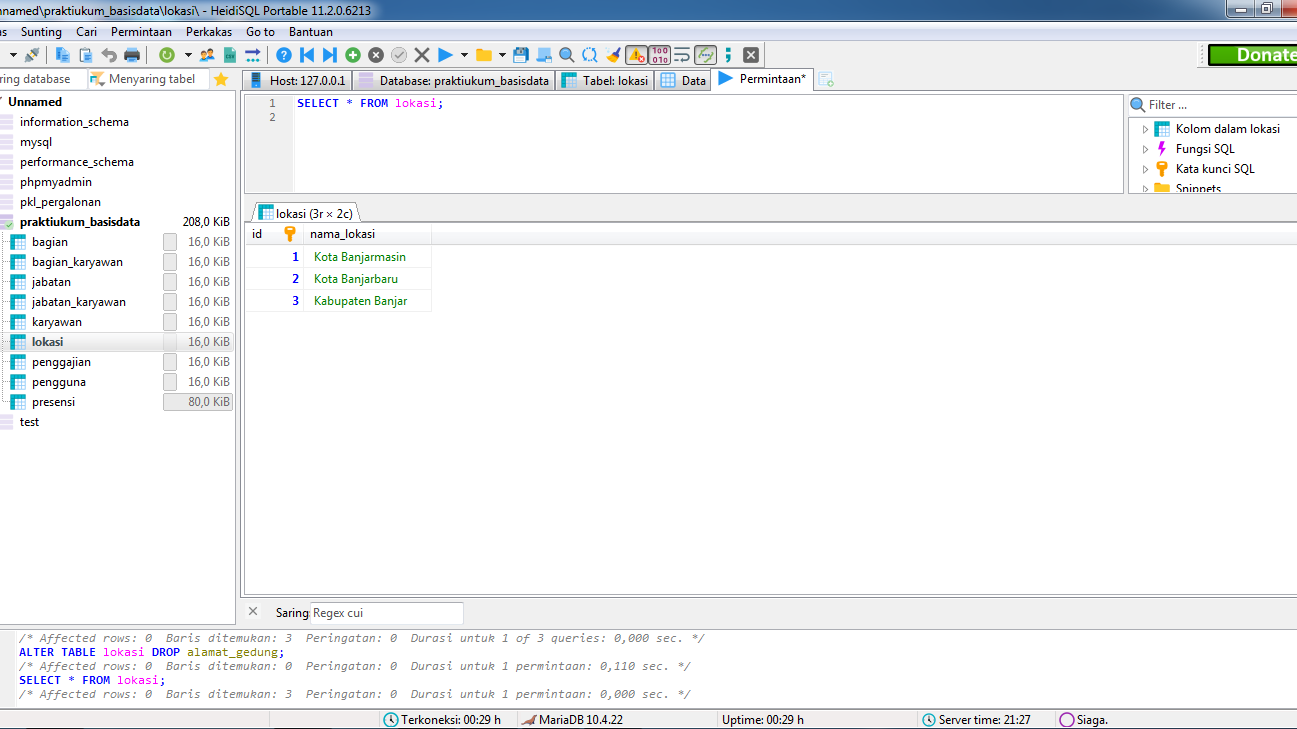 nnamed\praktiukum_basisdata\lokasi\ - HeidiSQL Portable 11.2.0.6213
as Sunting Cari Permintaan Perkakas Go to Bantuan
Donate
ring database Menyaring tabel
Host: 127.0.0.1 Database: praktiukum_basisdata Tabel: lokasi Data Permintaan*
Unnamed
information_schema
mysql
performance_schema
phpmyadmin
pkl_pergalonan
praktiukum_basisdata 208,0 KiB
bagian 16,0 KiB
bagian_karyawan 16,0 KiB
jabatan 16,0 KiB
jabatan_karyawan 16,0 KiB
karyawan 16,0 KiB
lokasi 16,0 KiB
penggajian 16,0 KiB
pengguna 16,0 KiB
presensi 80,0 KiB
test
1 SELECT * FROM lokasi;
2
Filter ...
Kolom dalam lokasi
Fungsi SQL
Kata kunci SQL
Snippets
lokasi (3r × 2c)
id nama_lokasi
1 Kota Banjarmasin
2 Kota Banjarbaru
3 Kabupaten Banjar
Saring Regex cui
/* Affected rows: 0 Baris ditemukan: 3 Peringatan: 0 Durasi untuk 1 of 3 queries: 0,000 sec. */
ALTER TABLE lokasi DROP alamat_gedung;
/* Affected rows: 0 Baris ditemukan: 0 Peringatan: 0 Durasi untuk 1 permintaan: 0,110 sec. */
SELECT * FROM lokasi;
/* Affected rows: 0 Baris ditemukan: 3 Peringatan: 0 Durasi untuk 1 permintaan: 0,000 sec. */
Terkoneksi: 00:29 h MariaDB 10.4.22 Uptime: 00:29 h Server time: 21:27 Siaga.